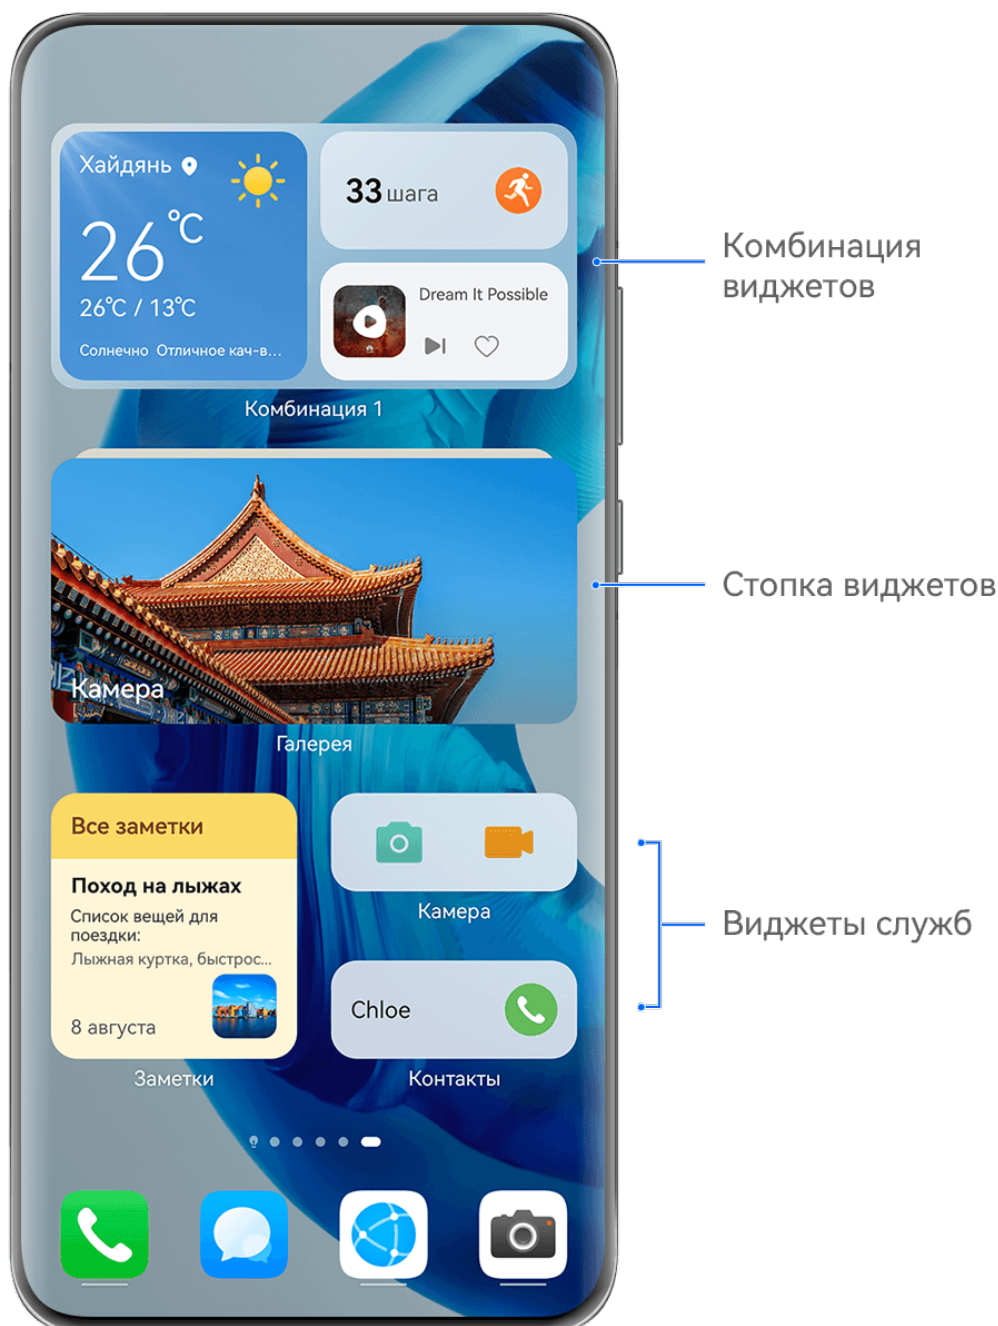 Хайдянь
26°C
26°C / 13°C
Солнечно Отличное кач-в...
33 шага
Dream It Possible
Комбинация 1
Комбинация
виджетов
Камера
Галерея
Стопка виджетов
Все заметки
Поход на лыжах
Список вещей для
поездки:
Лыжная куртка, быстрос...
8 августа
Заметки
Камера
Chloe
Контакты
Виджеты служб